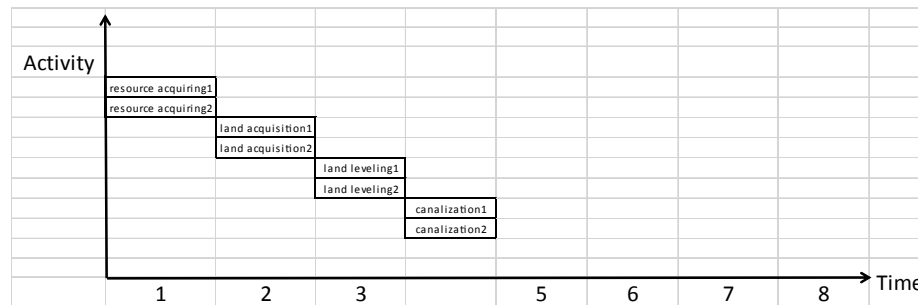 Activity
resource acquiring1
resource acquiring2
land acquisition1
land acquisition2
land leveling1
land leveling2
canalization1
canalization2
1 2 3 5 6 7 8
Time